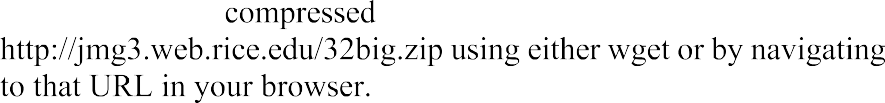 compressed
http://jmg3.web.rice.edu/32big.zip using either wget or by navigating
to that URL in your browser.